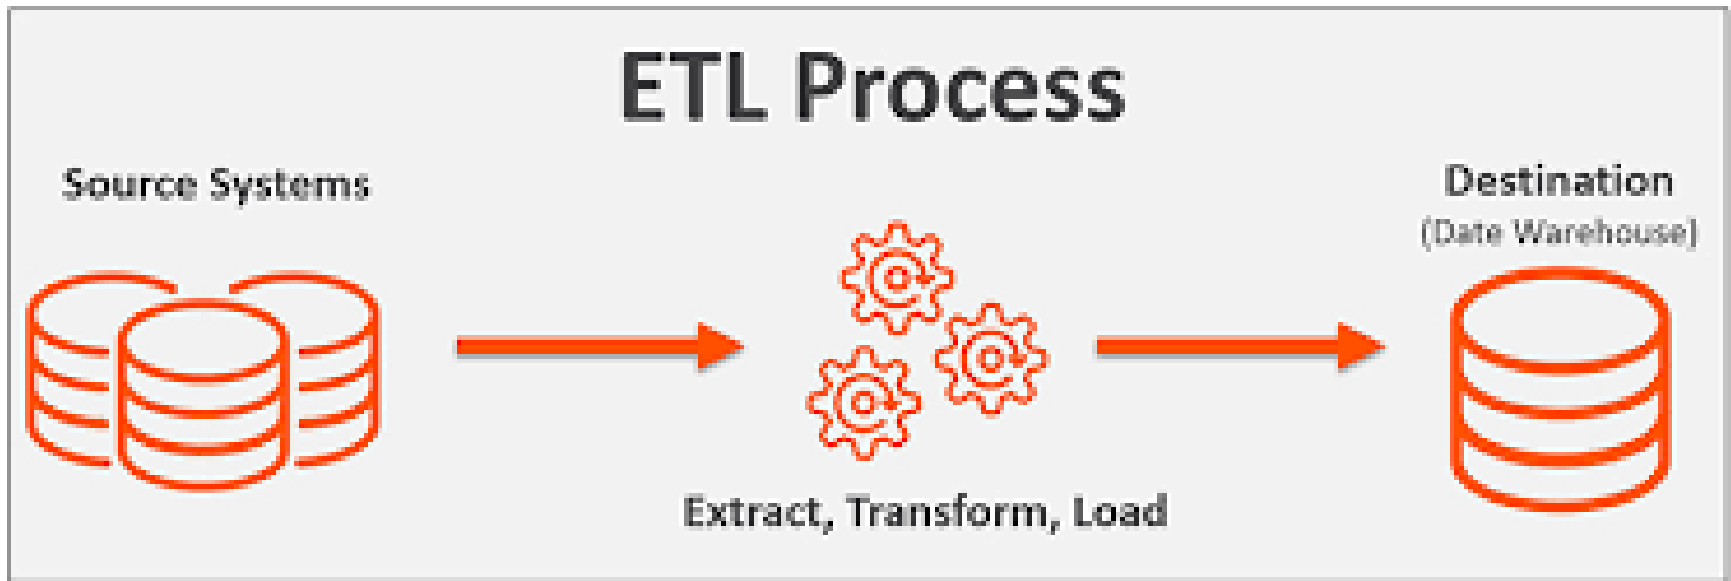 ETL Process
Source Systems
Destination
(Date Warehouse)
Extract, Transform, Load